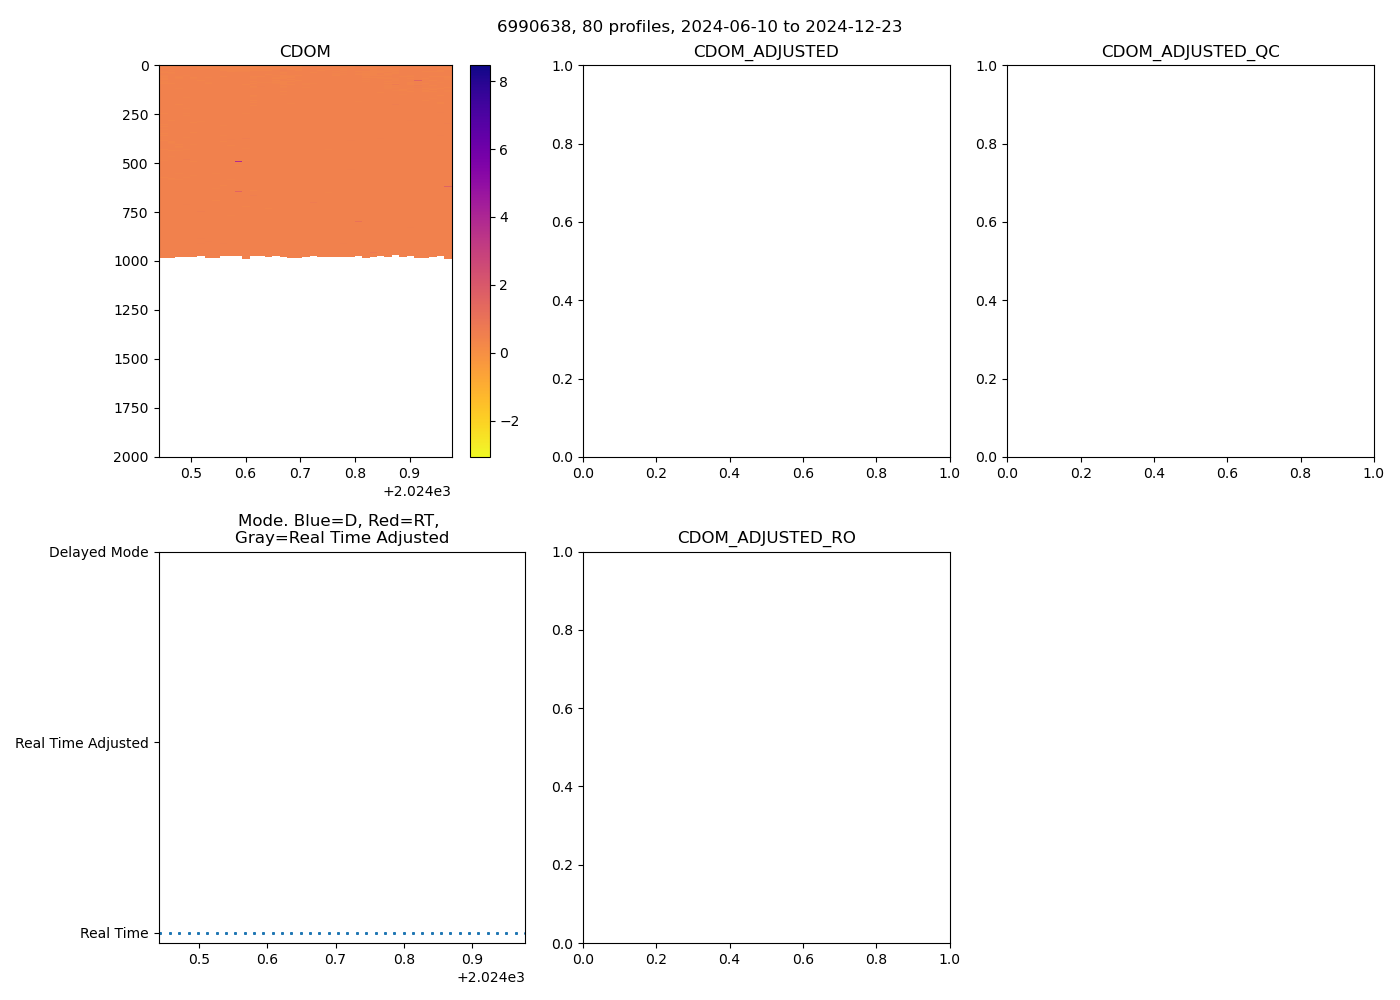 6990638, 80 profiles, 2024-06-10 to 2024-12-23
CDOM
0
250
500
750
1000
1250
1500
1750
2000
0.5 0.6 0.7 0.8 0.9
+2.024e3
8
6
4
2
0
−2
CDOM_ADJUSTED
1.0
0.8
0.6
0.4
0.2
0.0
0.0 0.2 0.4 0.6 0.8 1.0
CDOM_ADJUSTED_QC
1.0
0.8
0.6
0.4
0.2
0.0
0.0 0.2 0.4 0.6 0.8 1.0
Mode. Blue=D, Red=RT,
Gray=Real Time Adjusted
Delayed Mode
Real Time Adjusted
Real Time
0.5 0.6 0.7 0.8 0.9
+2.024e3
CDOM_ADJUSTED_RO
1.0
0.8
0.6
0.4
0.2
0.0
0.0 0.2 0.4 0.6 0.8 1.0